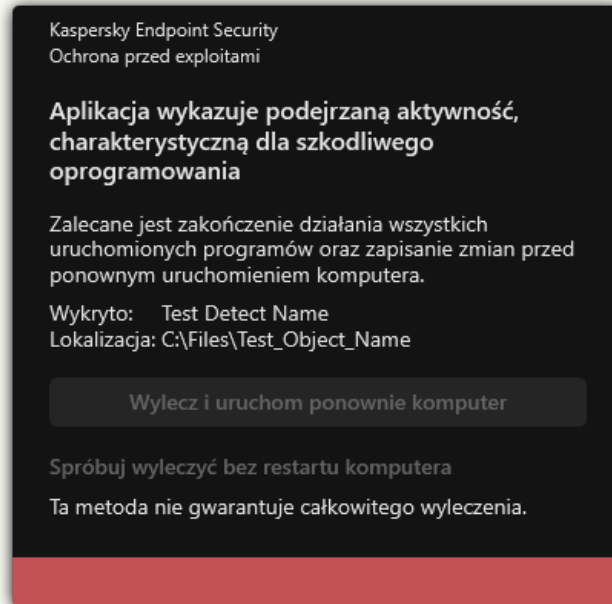 Kaspersky Endpoint Security
Ochrona przed exploitami
Aplikacja wykazuje podejrzaną aktywność,
charakterystyczną dla szkodliwego
oprogramowania
Zalecane jest zakończenie działania wszystkich
uruchomionych programów oraz zapisanie zmian przed
ponownym uruchomieniem komputera.
Wykryto: Test Detect Name
Lokalizacja: C:\Files\Test_Object_Name
Wylecz i uruchom ponownie komputer
Spróbuj wyleczyć bez restartu komputera
Ta metoda nie gwarantuje całkowitego wyleczenia.